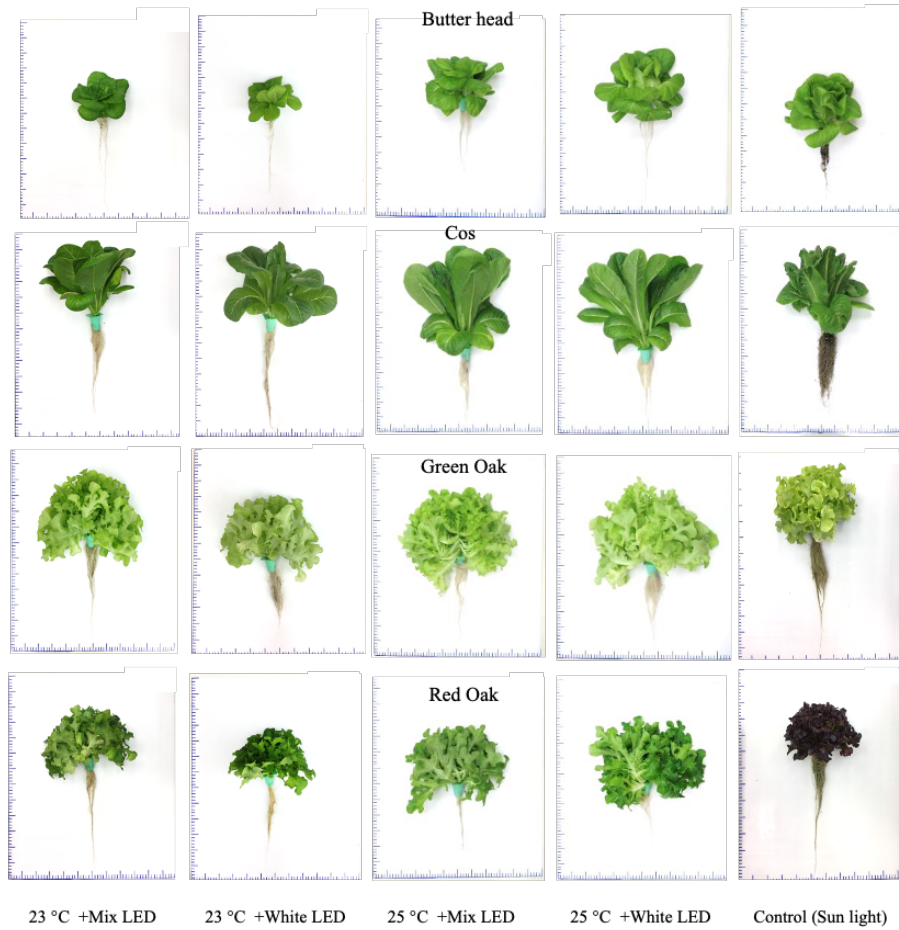 Butter head
Cos
Green Oak
Red Oak
23 °C +Mix LED
23 °C +White LED
25 °C +Mix LED
25 °C +White LED
Control (Sun light)